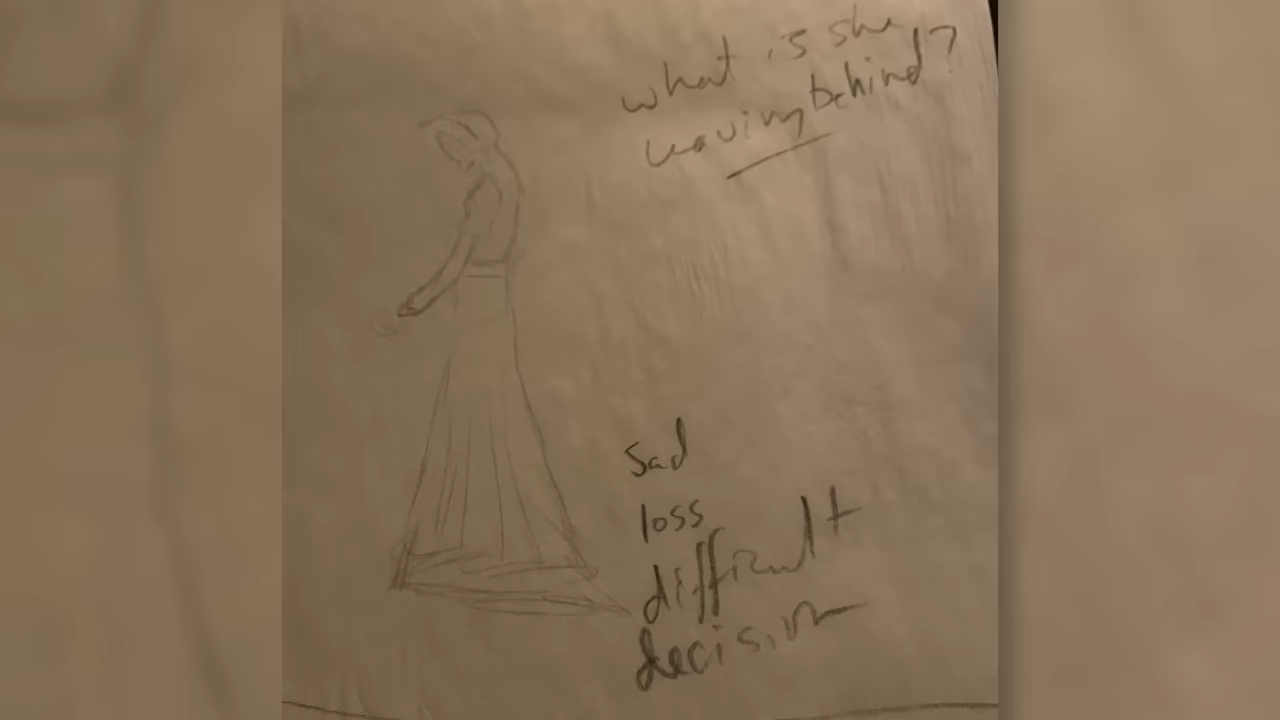 what is she
leaving behind?
sad
loss
difficult
decision